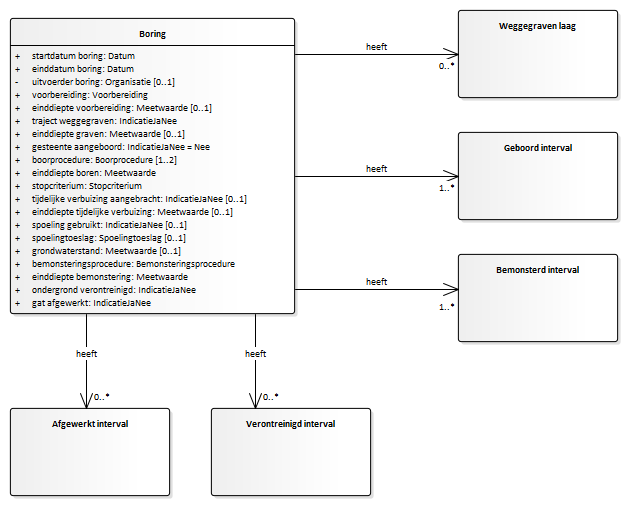 Boring
+ startdatum boring: Datum
+ einddatum boring: Datum
- uitvoerder boring: Organisatie [0..1]
+ voorbereiding: Voorbereiding
+ einddiepte voorbereiding: Meetwaarde [0..1]
+ traject weggegraven: IndicatieJaNee
+ einddiepte graven: Meetwaarde [0..1]
+ gesteente aangeboord: IndicatieJaNee = Nee
+ boorprocedure: Boorprocedure [1..2]
+ einddiepte boren: Meetwaarde
+ stopcriterium: Stopcriterium
+ tijdelijke verbuizing aangebracht: IndicatieJaNee [0..1]
+ einddiepte tijdelijke verbuizing: Meetwaarde [0..1]
+ spoeling gebruikt: IndicatieJaNee [0..1]
+ spoelingtoeslag: Spoelingtoeslag [0..1]
+ grondwaterstand: Meetwaarde [0..1]
+ bemonsteringsprocedure: Bemonsteringsprocedure
+ einddiepte bemonstering: Meetwaarde
+ ondergrond verontreinigd: IndicatieJaNee
+ gat afgewerkt: IndicatieJaNee
heeft
0..*
Weggegraven laag
heeft
1..*
Geboord interval
heeft
1..*
Bemonsterd interval
heeft
0..*
Afgewerkt interval
heeft
0..*
Verontreinigd interval